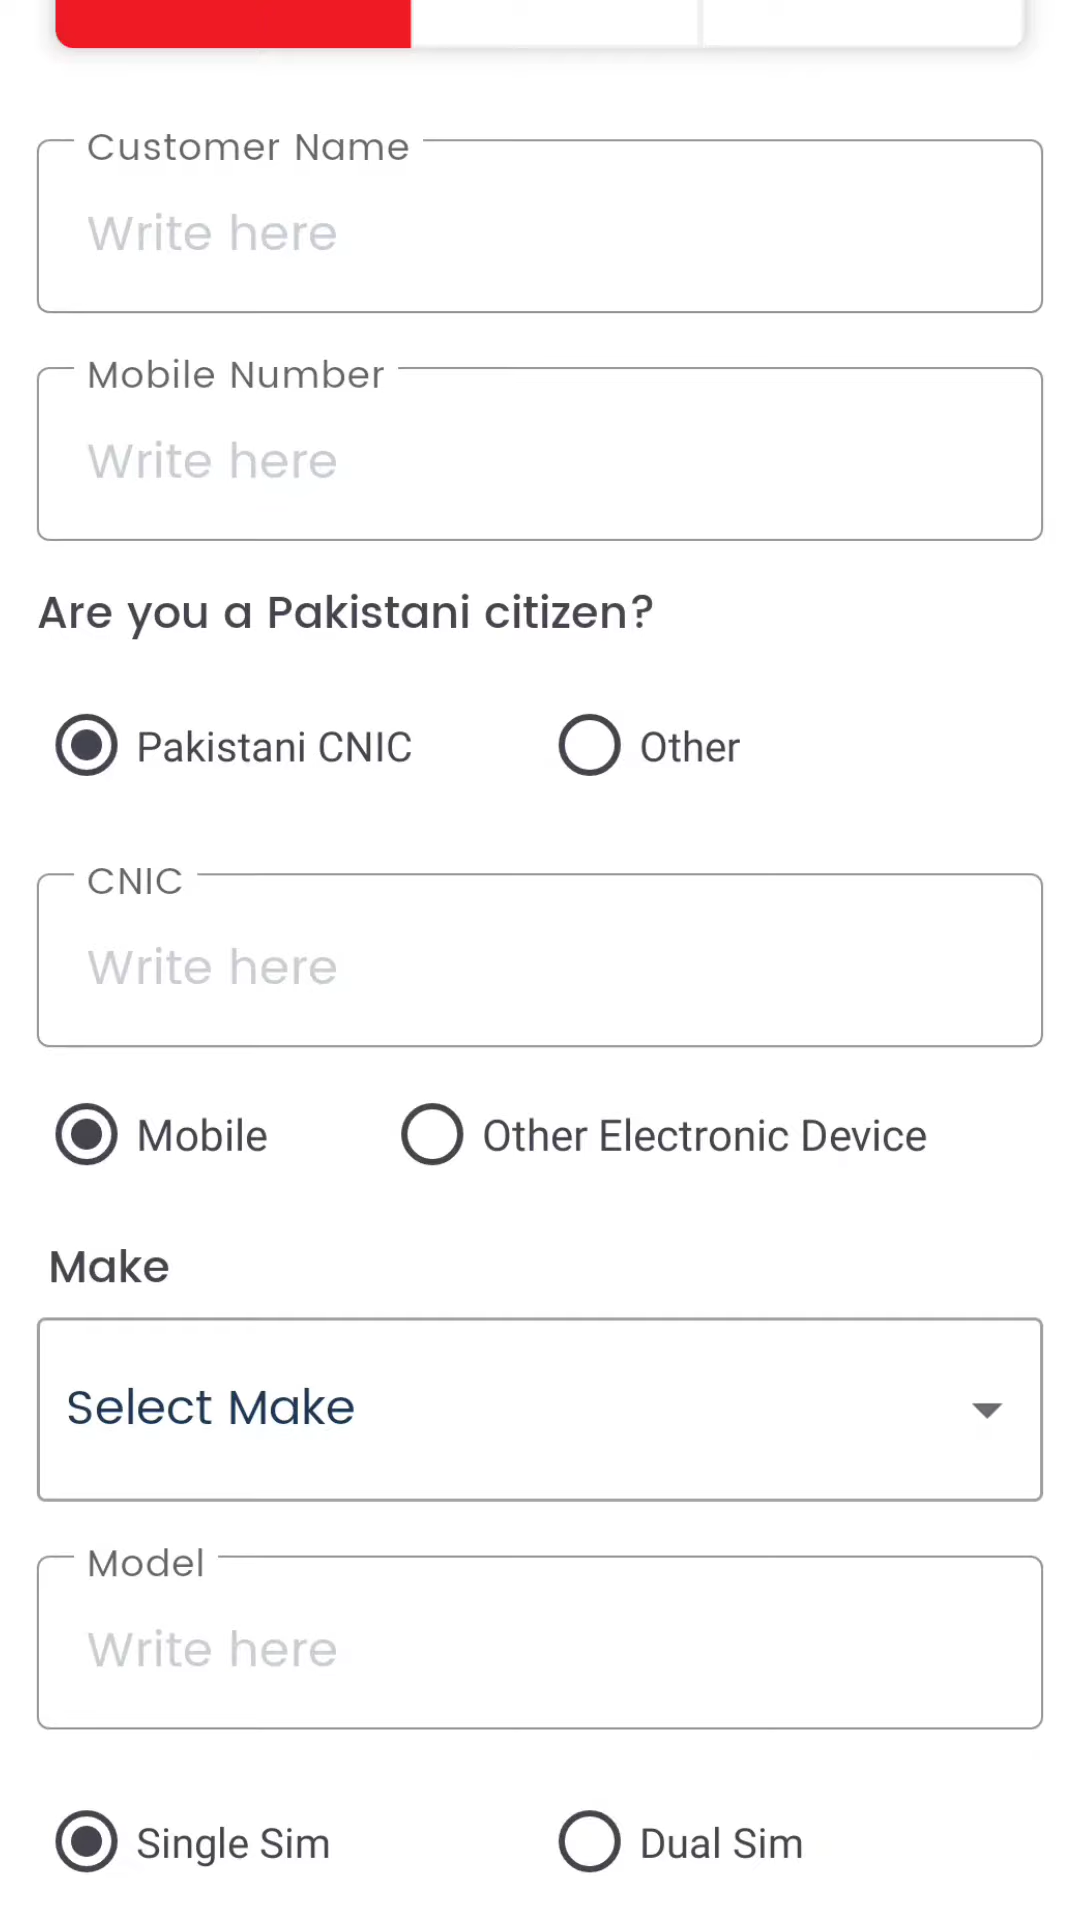 Customer Name
Write here
Mobile Number
Write here
Are you a Pakistani citizen?
Pakistani CNIC
Other
CNIC
Write here
Mobile
Other Electronic Device
Make
Select Make
Model
Write here
Single Sim
Dual Sim